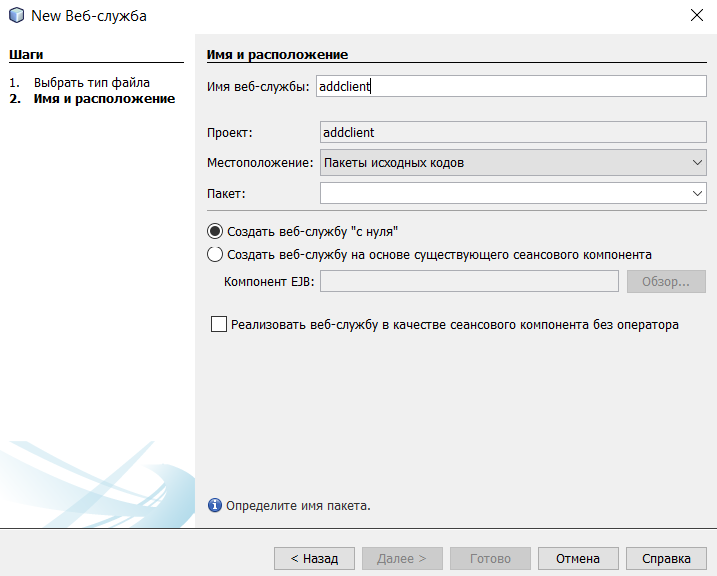 New Веб-служба
Шаги
1. Выбрать тип файла
2. Имя и расположение
Имя и расположение
Имя веб-службы: addclient
Проект: addclient
Местоположение: Пакеты исходных кодов
Пакет:
Создать веб-службу "с нуля"
Создать веб-службу на основе существующего сеансового компонента
Компонент EJB: Обзор...
Реализовать веб-службу в качестве сеансового компонента без оператора
Определите имя пакета.
< Назад Далее > Готово Отмена Справка